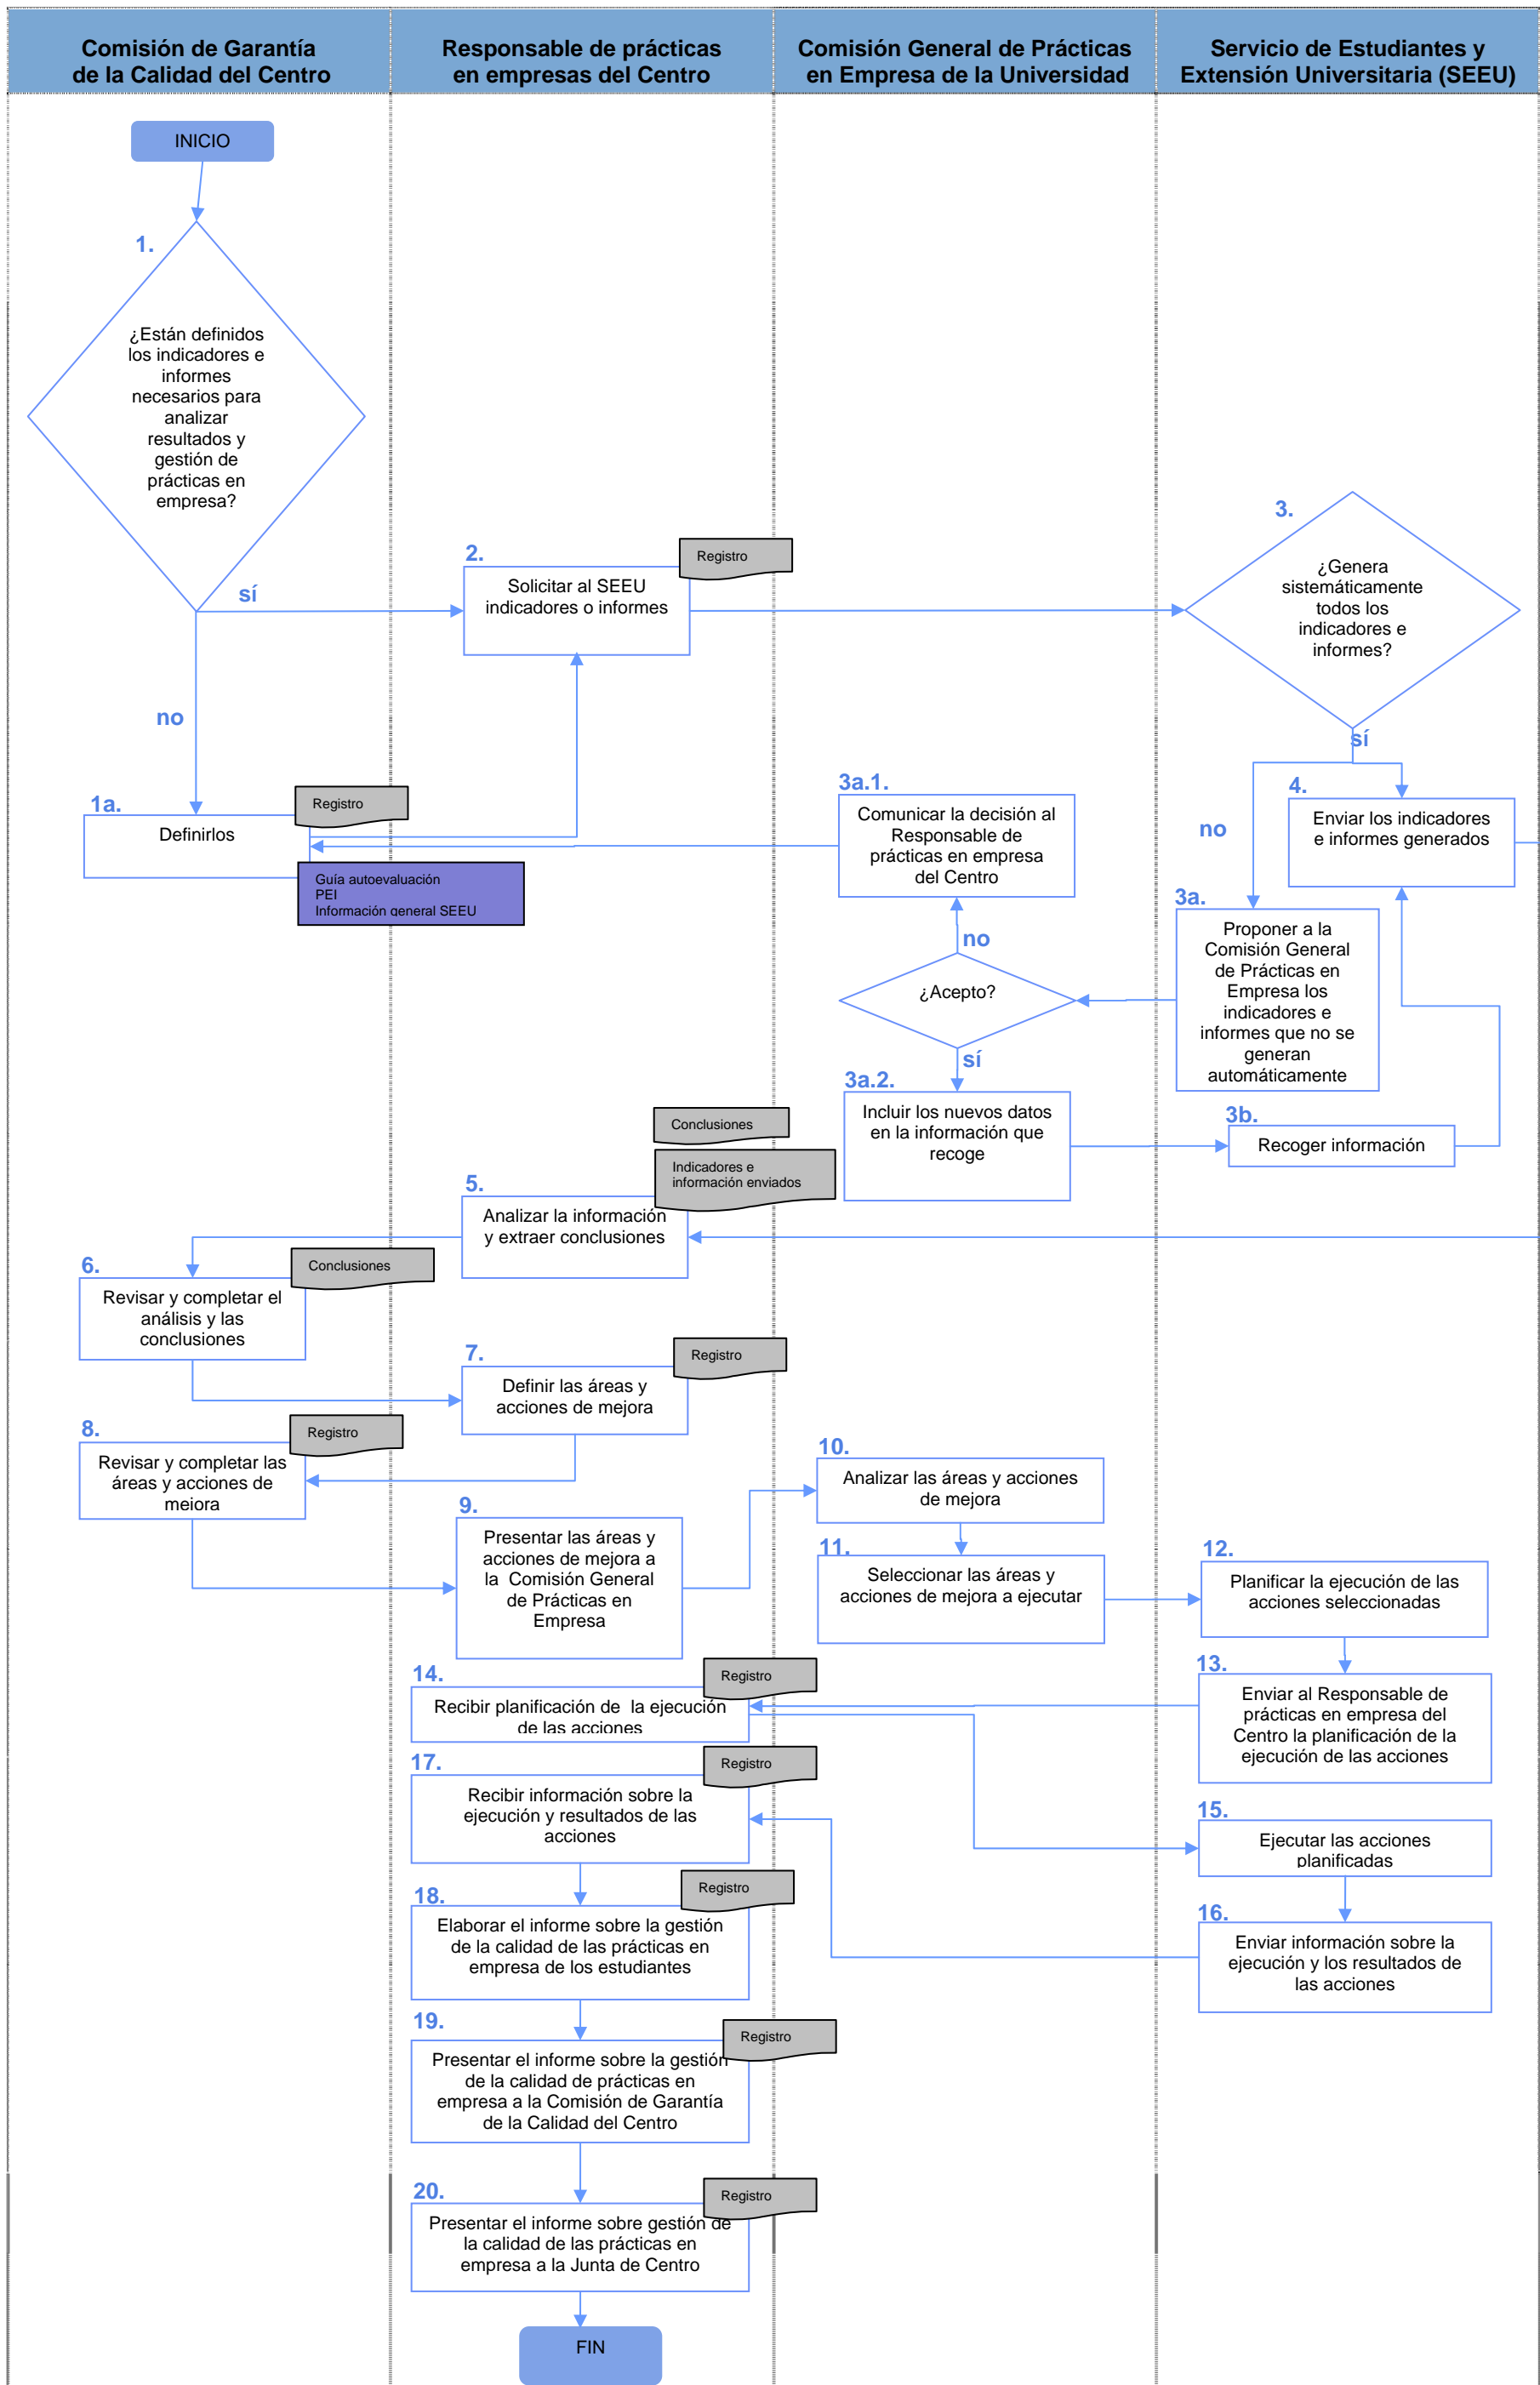 Comisión de Garantía
de la Calidad del Centro
Responsable de prácticas
en empresas del Centro
Comisión General de Prácticas
en Empresa de la Universidad
Servicio de Estudiantes y
Extensión Universitaria (SEEU)
INICIO
1.
¿Están definidos
los indicadores e
informes
necesarios para
analizar
resultados y
gestión de
prácticas en
empresa?
sí
no
2.
Registro
Solicitar al SEEU
indicadores o informes
3.
¿Genera
sistemáticamente
todos los
indicadores e
informes?
sí
no
1a.
Registro
Definirlos
Guía autoevaluación
PEI
Información general SEEU
3a.1.
Comunicar la decisión al
Responsable de
prácticas en empresa
del Centro
4.
Enviar los indicadores
e informes generados
3a.
Proponer a la
Comisión General
de Prácticas en
Empresa los
indicadores e
informes que no se
generan
automáticamente
no
¿Acepto?
sí
3a.2.
Incluir los nuevos datos
en la información que
recoge
3b.
Recoger información
Conclusiones
Indicadores e
información enviados
5.
Analizar la información
y extraer conclusiones
6.
Conclusiones
Revisar y completar el
análisis y las
conclusiones
7.
Registro
Definir las áreas y
acciones de mejora
8.
Registro
Revisar y completar las
áreas y acciones de
mejora
9.
Presentar las áreas y
acciones de mejora a
la Comisión General
de Prácticas en
Empresa
10.
Analizar las áreas y acciones
de mejora
11.
Seleccionar las áreas y
acciones de mejora a ejecutar
12.
Planificar la ejecución de las
acciones seleccionadas
13.
Enviar al Responsable de
prácticas en empresa del
Centro la planificación de la
ejecución de las acciones
14.
Registro
Recibir planificación de la ejecución
de las acciones
17.
Registro
Recibir información sobre la
ejecución y resultados de las
acciones
15.
Ejecutar las acciones
planificadas
16.
Enviar información sobre la
ejecución y los resultados de
las acciones
18.
Registro
Elaborar el informe sobre la gestión
de la calidad de las prácticas en
empresa de los estudiantes
19.
Registro
Presentar el informe sobre la gestión
de la calidad de prácticas en
empresa a la Comisión de Garantía
de la Calidad del Centro
20.
Registro
Presentar el informe sobre gestión de
la calidad de las prácticas en
empresa a la Junta de Centro
FIN